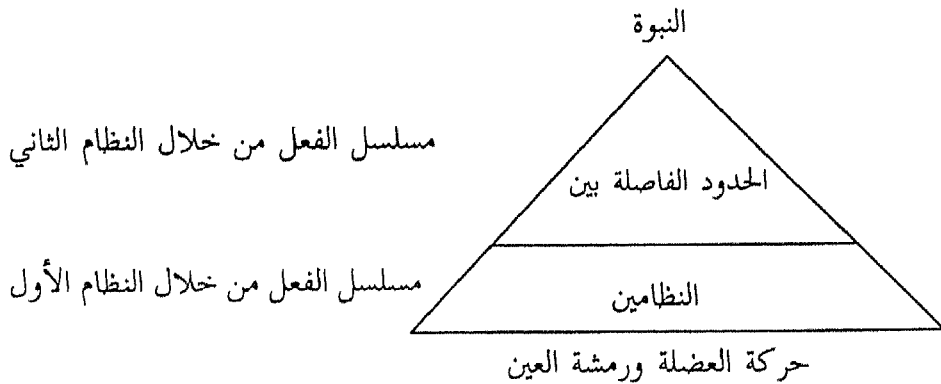 النبوة
مسلسل الفعل من خلال النظام الثاني
الحدود الفاصلة بين
مسلسل الفعل من خلال النظام الأول
النظامين
حركة العضلة ورمشة العين